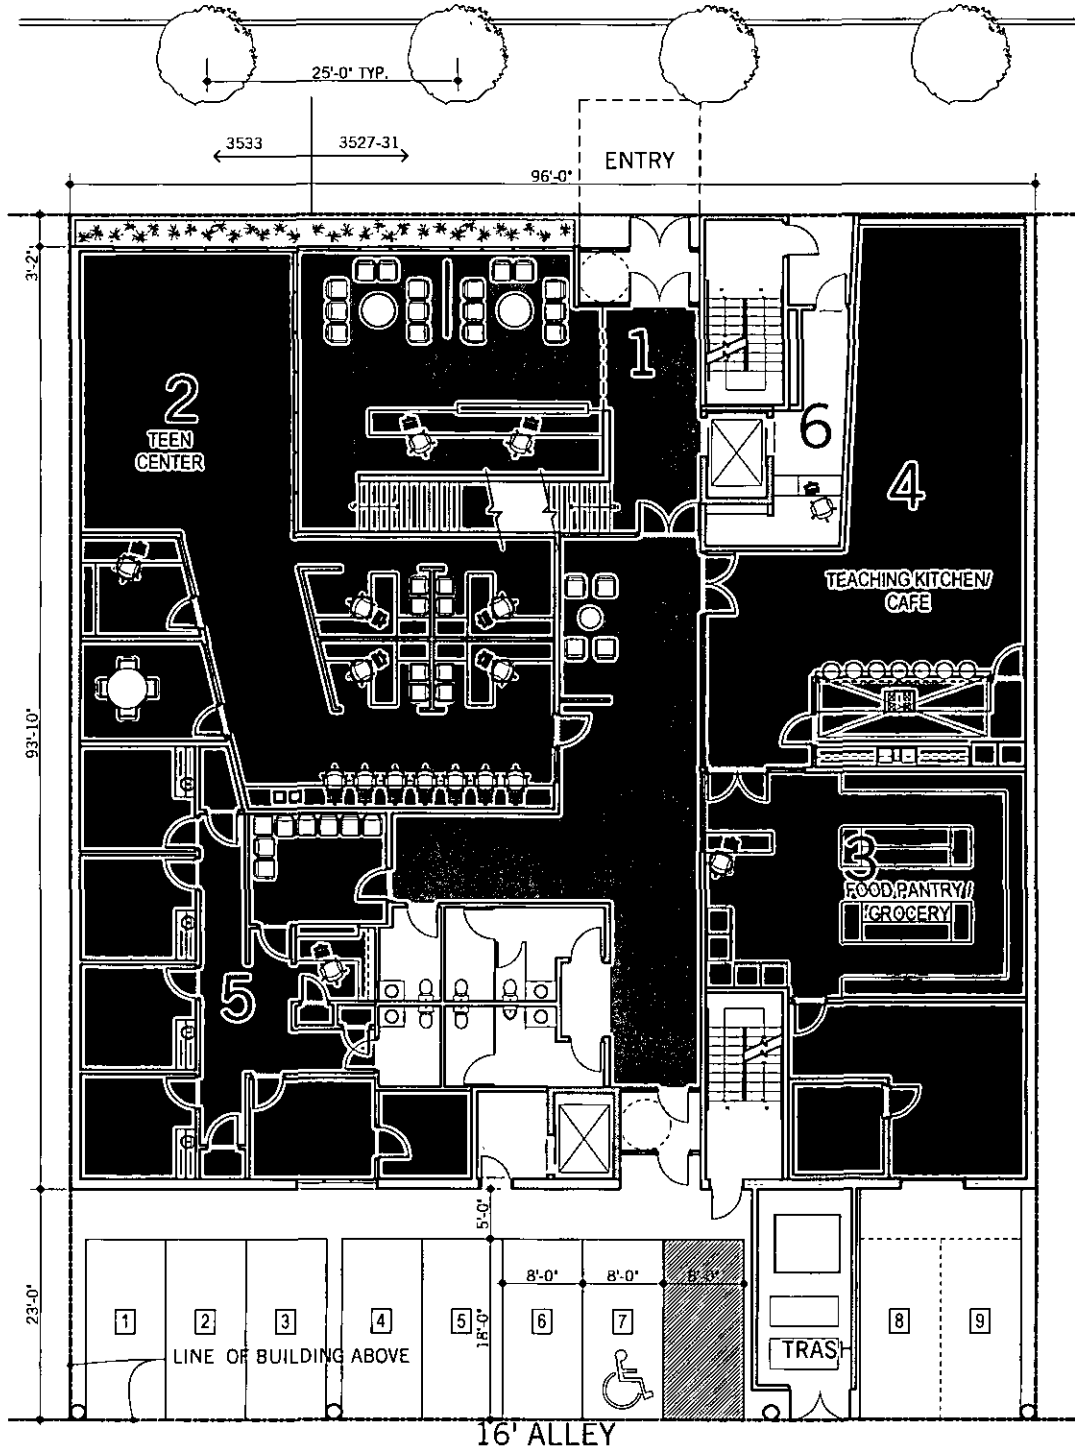 25'-0" TYP.
3533
3527-31
ENTRY
96'-0"
3'-2"
1
2
TEEN
CENTER
6
4
TEACHING KITCHEN/
CAFE
93'-10"
3
FOOD PANTRY /
GROCERY
5
5'-0"
8'-0"
8'-0"
8'-0"
23'-0"
18'-0"
1
2
3
4
5
6
7
8
9
LINE OF BUILDING ABOVE
TRASH
16' ALLEY